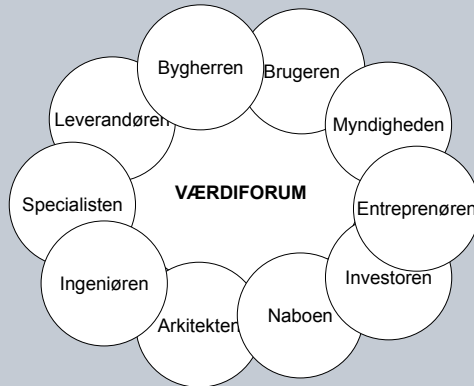 Bygherren
Brugeren
Leverandøren
Myndigheden
Specialisten
VÆRDIFORUM
Entreprenøren
Ingeniøren
Investoren
Arkitekten
Naboen